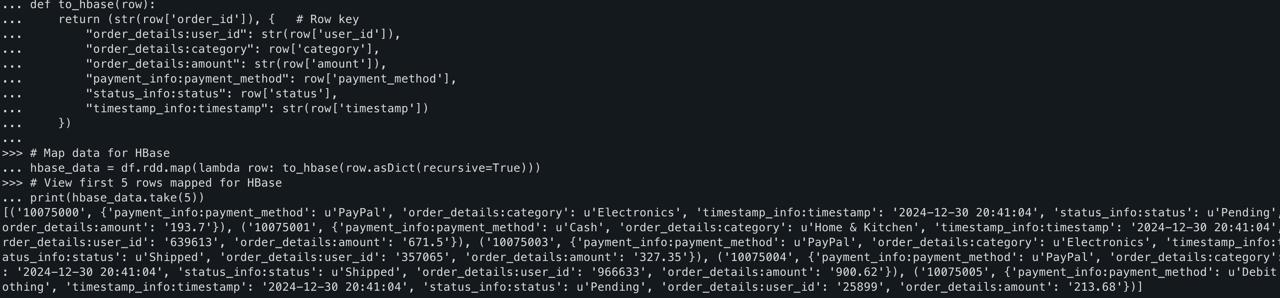 ... def to_hbase(row):
...     return (str(row['order_id']), {   # Row key
...         "order_details:user_id": str(row['user_id']),
...         "order_details:category": row['category'],
...         "order_details:amount": str(row['amount']),
...         "payment_info:payment_method": row['payment_method'],
...         "status_info:status": row['status'],
...         "timestamp_info:timestamp": str(row['timestamp'])
...     })
...
>>> # Map data for HBase
... hbase_data = df.rdd.map(lambda row: to_hbase(row.asDict(recursive=True)))
>>> # View first 5 rows mapped for HBase
... print(hbase_data.take(5))
[('10075000', {'payment_info:payment_method': u'PayPal', 'order_details:category': u'Electronics', 'timestamp_info:timestamp': '2024-12-30 20:41:04', 'status_info:status': u'Pending',
order_details:amount': '193.7'}), ('10075001', {'payment_info:payment_method': u'Cash', 'order_details:category': u'Home & Kitchen', 'timestamp_info:timestamp': '2024-12-30 20:41:04',
rder_details:user_id': '639613', 'order_details:amount': '671.5'}), ('10075003', {'payment_info:payment_method': u'PayPal', 'order_details:category': u'Electronics', 'timestamp_info:t
atus_info:status': u'Shipped', 'order_details:user_id': '357065', 'order_details:amount': '327.35'}), ('10075004', {'payment_info:payment_method': u'PayPal', 'order_details:category'
: '2024-12-30 20:41:04', 'status_info:status': u'Shipped', 'order_details:user_id': '966633', 'order_details:amount': '900.62'}), ('10075005', {'payment_info:payment_method': u'Debit
othing', 'timestamp_info:timestamp': '2024-12-30 20:41:04', 'status_info:status': u'Pending', 'order_details:user_id': '25899', 'order_details:amount': '213.68'})]